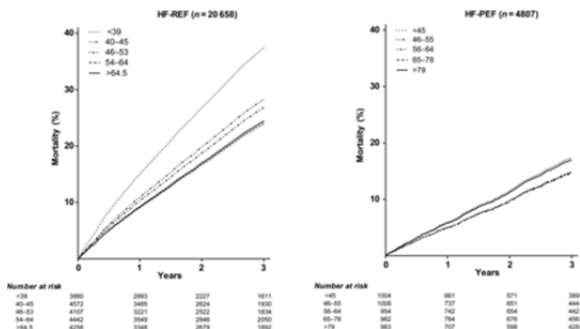 HF-REF (n = 20 658)
40
30
20
10
Mortality (%)
<39
40–45
46–53
54–64
>64.5
0
1
2
3
Years
Number at risk
<39 3880 2893 2227 1611
40–45 4572 3485 2624 1930
46–53 4107 3221 2522 1834
54–64 4442 3549 2846 2050
>64.5 4256 3348 2679 1892
HF-PEF (n = 4807)
40
30
20
10
Mortality (%)
<45
46–55
56–64
65–78
>79
0
1
2
3
Years
Number at risk
<45 1004 661 571
46–55 1008 737 651
56–64 954 742 654
65–78 982 764 676
>79 983 707 598